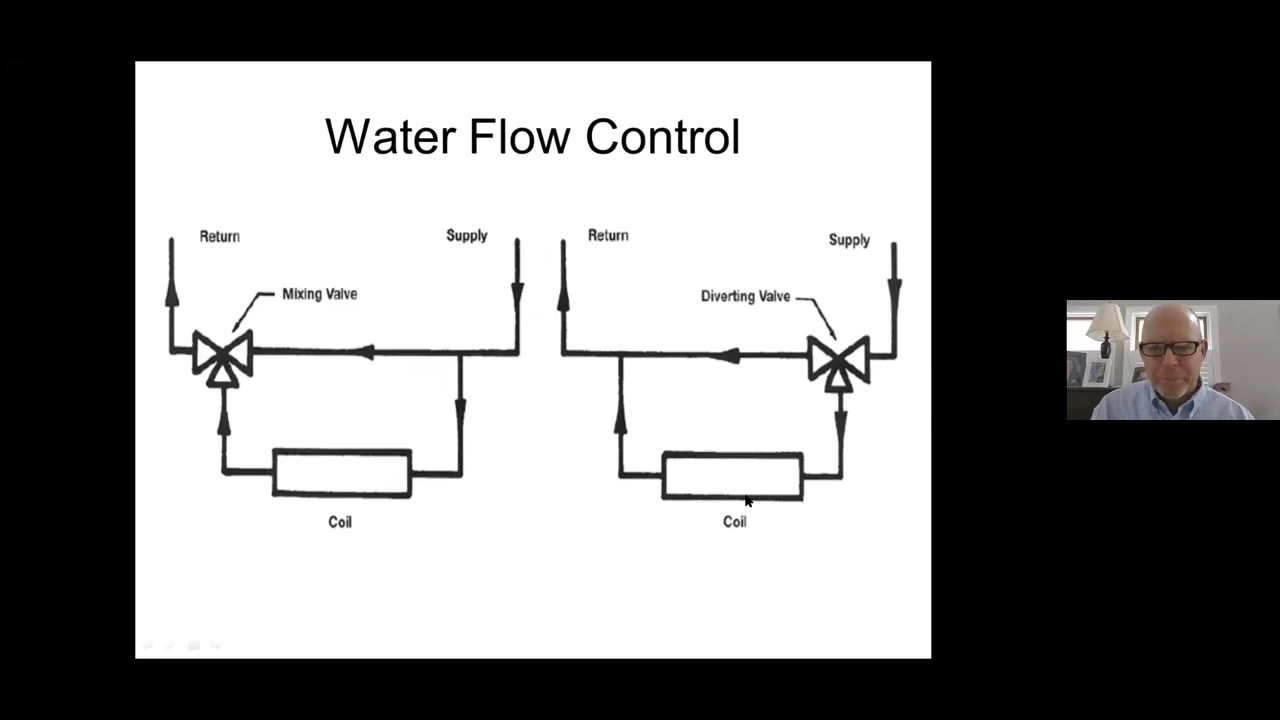 Water Flow Control
Return
Supply
Mixing Valve
Coil
Return
Supply
Diverting Valve
Coil